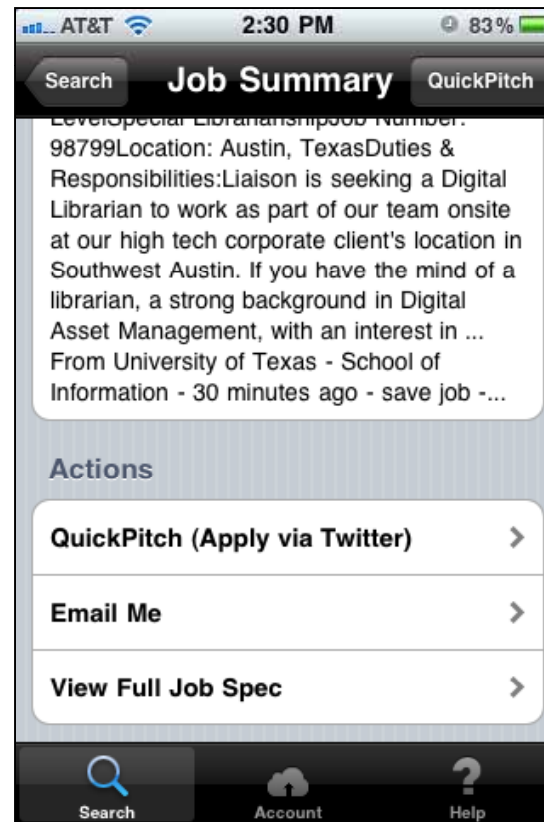 AT&T 2:30 PM 83%
Search Job Summary QuickPitch
LevelSpecial LibrarianshipJob Number:
98799Location: Austin, TexasDuties &
Responsibilities:Liaison is seeking a Digital
Librarian to work as part of our team onsite
at our high tech corporate client's location in
Southwest Austin. If you have the mind of a
librarian, a strong background in Digital
Asset Management, with an interest in ...
From University of Texas - School of
Information - 30 minutes ago - save job -...
Actions
QuickPitch (Apply via Twitter)
Email Me
View Full Job Spec
Search Account Help